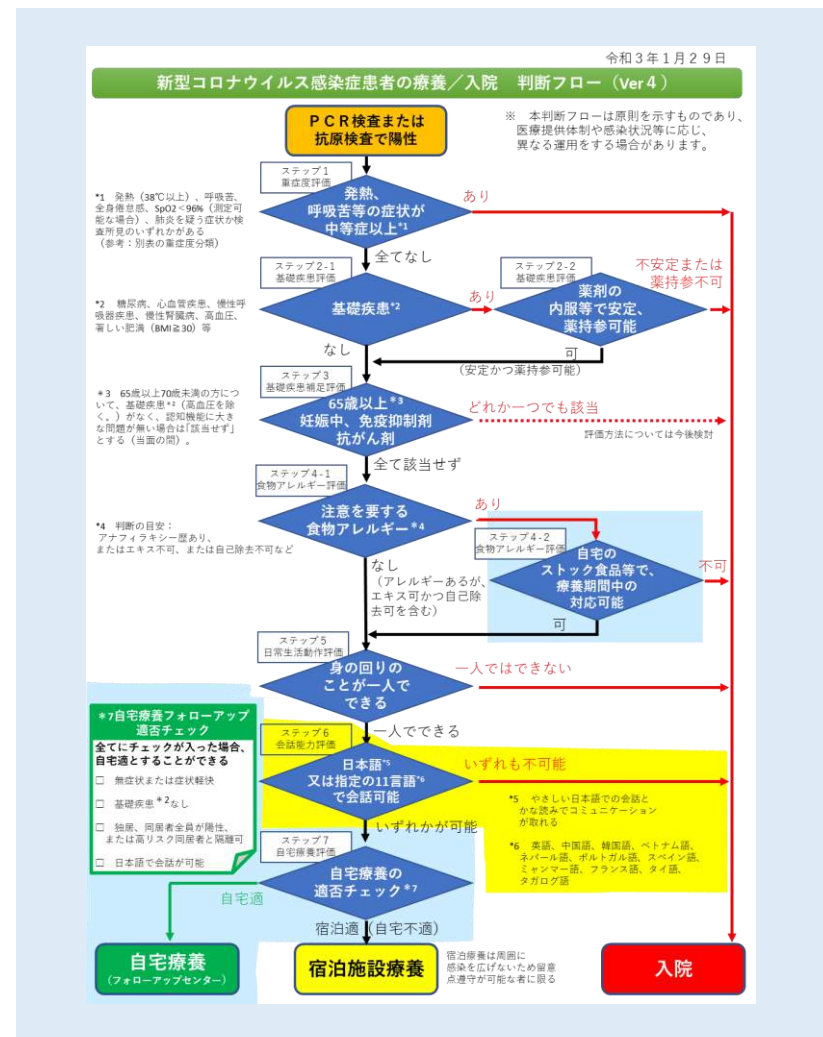 令和３年１月２９日
新型コロナウイルス感染症患者の療養／入院　判断フロー（Ver４）
ＰＣＲ検査または
抗原検査で陽性
※　本判断フローは原則を示すものであり、
医療提供体制や感染状況等に応じ、
異なる運用をする場合があります。
ステップ１
重症度評価
発熱、
呼吸苦等の症状が
中等症以上*1
あり
*1　発熱（38℃以上）、呼吸苦、
全身倦怠感、SpO2＜96%（測定可
能な場合）、肺炎を疑う症状か検
査所見のいずれかがある
（参考：別表の重症度分類）
全てなし
ステップ２-１
基礎疾患評価
基礎疾患*2
あり
ステップ２-２
基礎疾患評価
薬剤の
内服等で安定、
薬持参可能
不安定または
薬持参不可
*2　糖尿病、心血管疾患、慢性呼
吸器疾患、慢性腎臓病、高血圧、
著しい肥満（BMI≧30）等
なし
可
（安定かつ薬持参可能）
ステップ３
基礎疾患補足評価
65歳以上*3
妊娠中、免疫抑制剤
抗がん剤
どれか一つでも該当
評価方法については今後検討
＊３　65歳以上70歳未満の方につ
いて、基礎疾患*2（高血圧を除
く。）がなく、認知機能に大き
な問題が無い場合は「該当せず」
とする（当面の間）。
全て該当せず
ステップ４-１
食物アレルギー評価
注意を要する
食物アレルギー*4
あり
*4　判断の目安：
アナフィラキシー歴あり、
またはエキス不可、または自己除去不可など
ステップ４-２
食物アレルギー評価
自宅の
ストック食品等で、
療養期間中の
対応可能
不可
なし
（アレルギーあるが、
エキス可かつ自己除
去可を含む）
可
ステップ５
日常生活動作評価
身の回りの
ことが一人で
できる
一人ではできない
一人でできる
＊７自宅療養フォローアップ
適否チェック
全てにチェックが入った場合、
自宅適とすることができる
□　無症状または症状軽快
□　基礎疾患＊２なし
□　独居、同居者全員が陽性、
または高リスク同居者と隔離可
□　日本語で会話が可能
ステップ６
会話能力評価
日本語*5
又は指定の11言語*6
で会話可能
いずれも不可能
*5　やさしい日本語での会話と
かな読みでコミュニケーション
が取れる
*6　英語、中国語、韓国語、ベトナム語、
ネパール語、ポルトガル語、スペイン語、
ミャンマー語、フランス語、タイ語、
タガログ語
いずれかが可能
ステップ７
自宅療養評価
自宅療養の
適否チェック*7
自宅適
宿泊適（自宅不適）
自宅療養
（フォローアップセンター）
宿泊施設療養
宿泊療養は周囲に
感染を広げないため留意
点遵守が可能な者に限る
入院